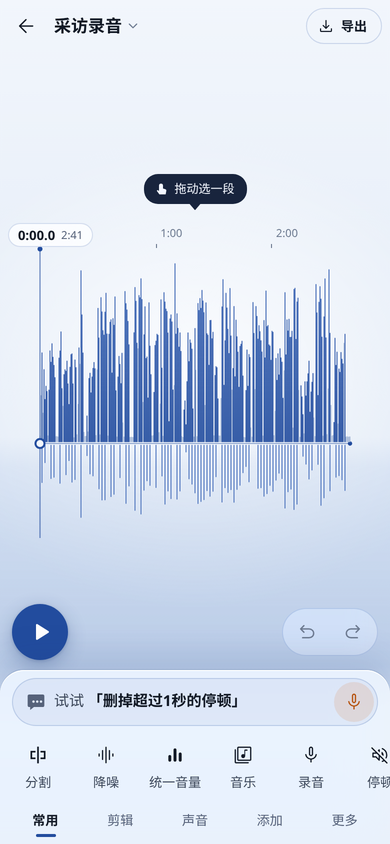 采访录音
导出
拖动选一段
0:00.0 2:41
1:00
2:00
试试「删掉超过1秒的停顿」
分割
降噪
统一音量
音乐
录音
常用
剪辑
声音
添加
更多